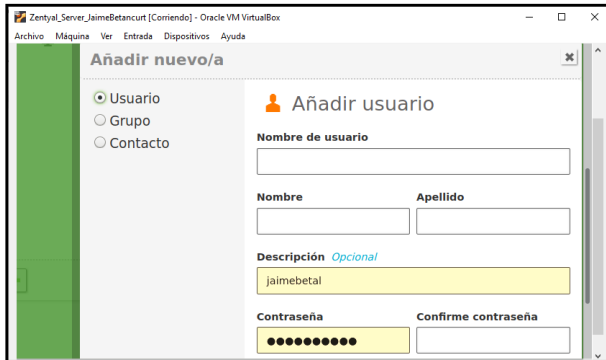 Zentyal_Server_JaimeBetancurt [Corriendo] - Oracle VM VirtualBox
Archivo Máquina Ver Entrada Dispositivos Ayuda
Añadir nuevo/a
Usuario
Grupo
Contacto
Añadir usuario
Nombre de usuario
Nombre Apellido
Descripción Opcional
jaimebetal
Contraseña Confirme contraseña